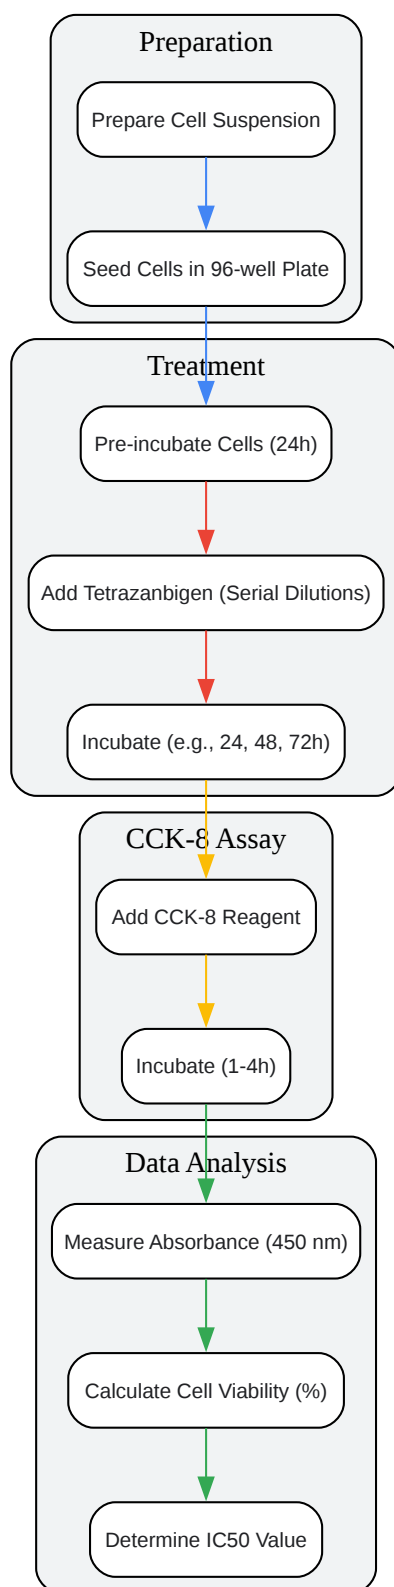 Preparation
Prepare Cell Suspension
Seed Cells in 96-well Plate
Treatment
Pre-incubate Cells (24h)
Add Tetrazanbigen (Serial Dilutions)
Incubate (e.g., 24, 48, 72h)
CCK-8 Assay
Add CCK-8 Reagent
Incubate (1-4h)
Data Analysis
Measure Absorbance (450 nm)
Calculate Cell Viability (%)
Determine IC50 Value